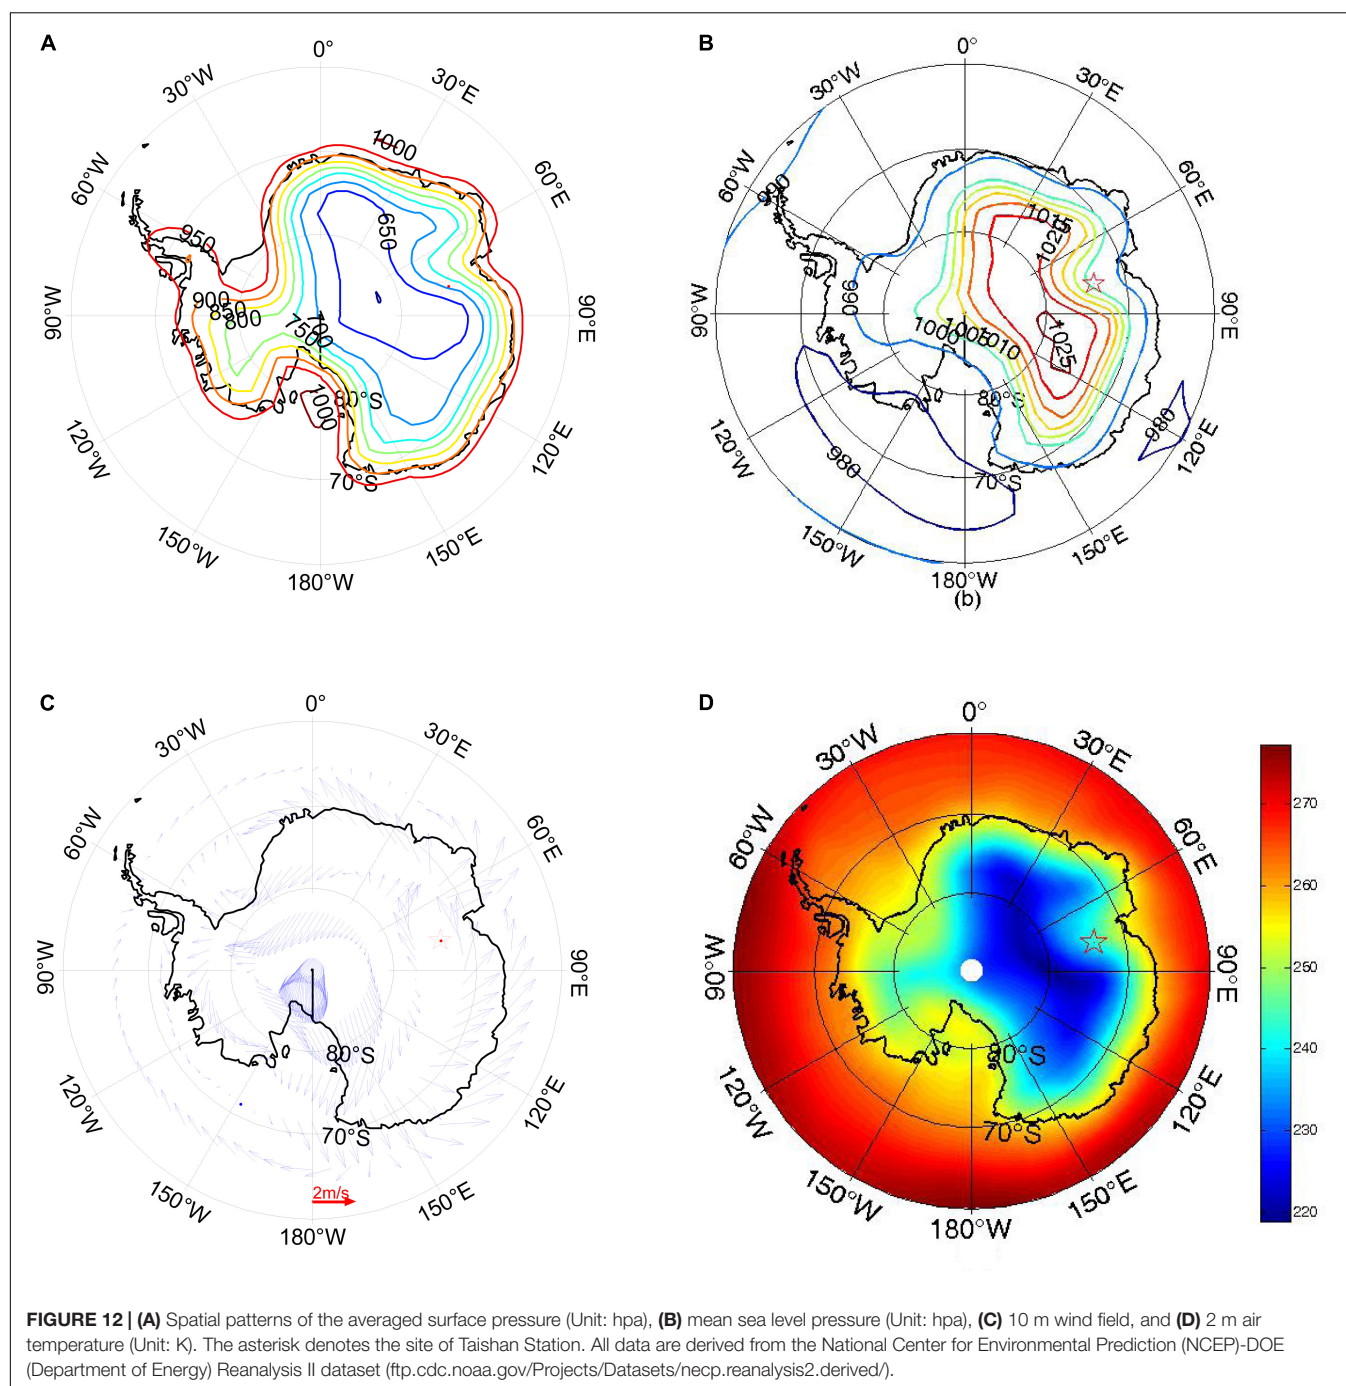 A
0°
30°W
30°E
60°W
60°E
90°W
90°E
120°W
120°E
150°W
150°E
180°W
80°S
70°S
1000
950
900
850
800
7500
700
650
1000
B
0°
30°W
30°E
60°W
60°E
90°W
90°E
120°W
120°E
150°W
150°E
180°W
80°S
70°S
990
990
1015
1020
1025
1000
1005
1010
980
980
(b)
C
0°
30°W
30°E
60°W
60°E
90°W
90°E
120°W
120°E
150°W
150°E
180°W
80°S
70°S
2m/s
D
0°
30°W
30°E
60°W
60°E
90°W
90°E
120°W
120°E
150°W
150°E
180°W
80°S
70°S
270
260
250
240
230
220
FIGURE 12 | (A) Spatial patterns of the averaged surface pressure (Unit: hpa), (B) mean sea level pressure (Unit: hpa), (C) 10 m wind field, and (D) 2 m air
temperature (Unit: K). The asterisk denotes the site of Taishan Station. All data are derived from the National Center for Environmental Prediction (NCEP)-DOE
(Department of Energy) Reanalysis II dataset (ftp.cdc.noaa.gov/Projects/Datasets/necp.reanalysis2.derived/).